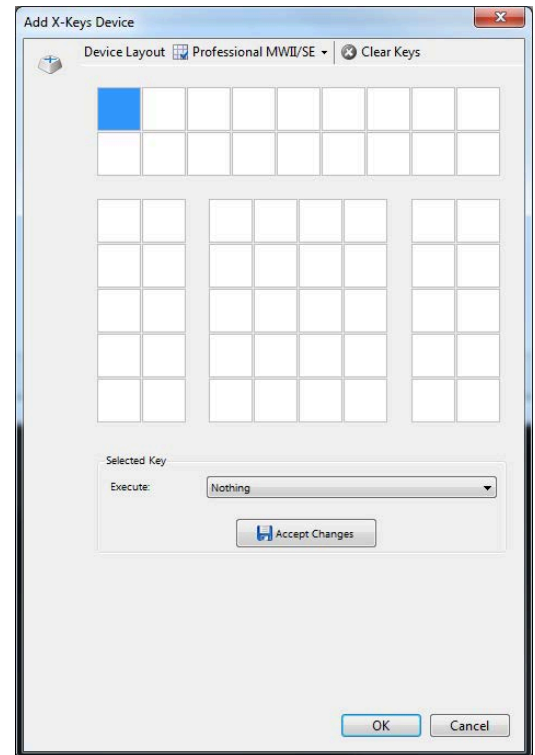 Add X-Keys Device
Device Layout Professional MWII/SE Clear Keys
Selected Key
Execute: Nothing
Accept Changes
OK Cancel